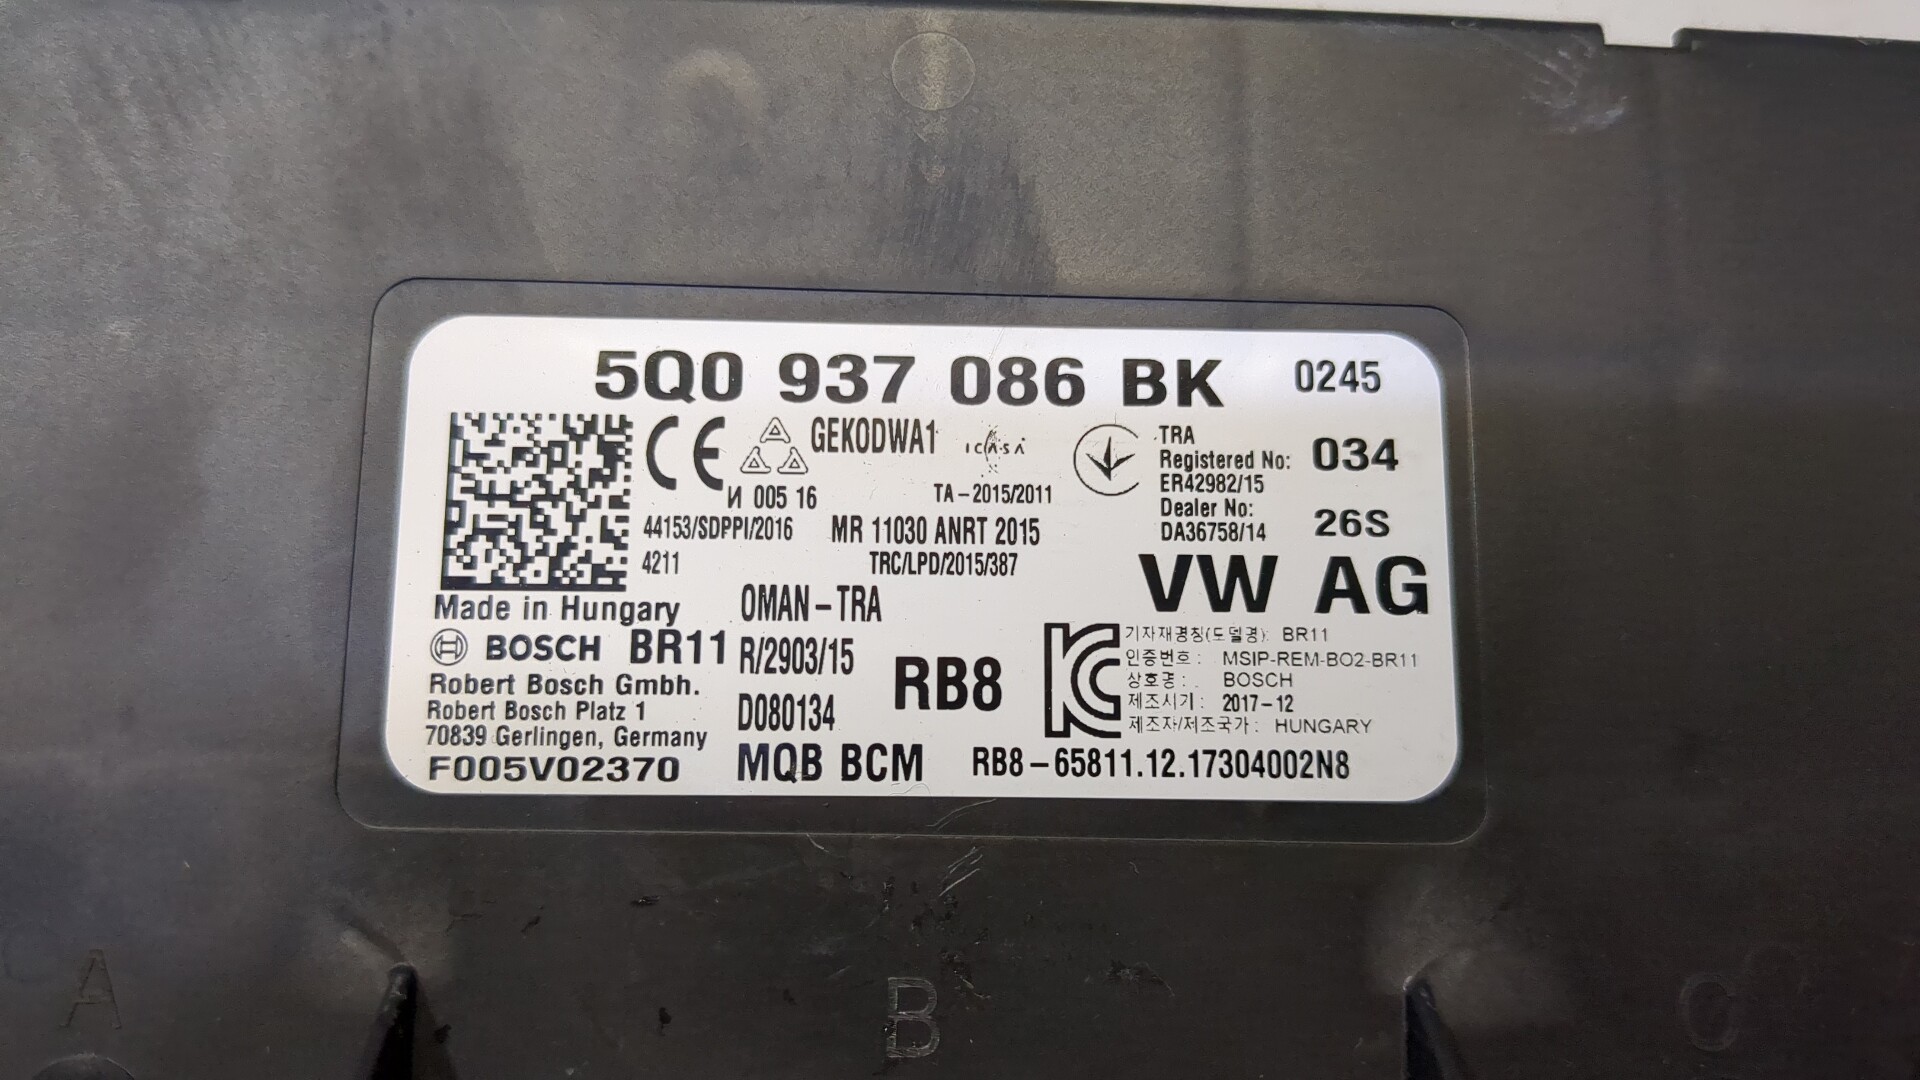 5Q0 937 086 BK 0245
CE GEKODWA1 ICASA
И 005 16 TA-2015/2011
TRA
Registered No: 034
ER42982/15
Dealer No: 26S
DA36758/14
44153/SDPPI/2016 MR 11030 ANRT 2015
4211 TRC/LPD/2015/387
VW AG
Made in Hungary OMAN-TRA
BOSCH BR11 R/2903/15
Robert Bosch Gmbh. D080134 RB8
Robert Bosch Platz 1
70839 Gerlingen, Germany
F005V02370 MQB BCM RB8-65811.12.17304002N8
기자재명칭(모델명): BR11
인증번호: MSIP-REM-BO2-BR11
상호명: BOSCH
제조시기: 2017-12
제조자/제조국가: HUNGARY
A B C